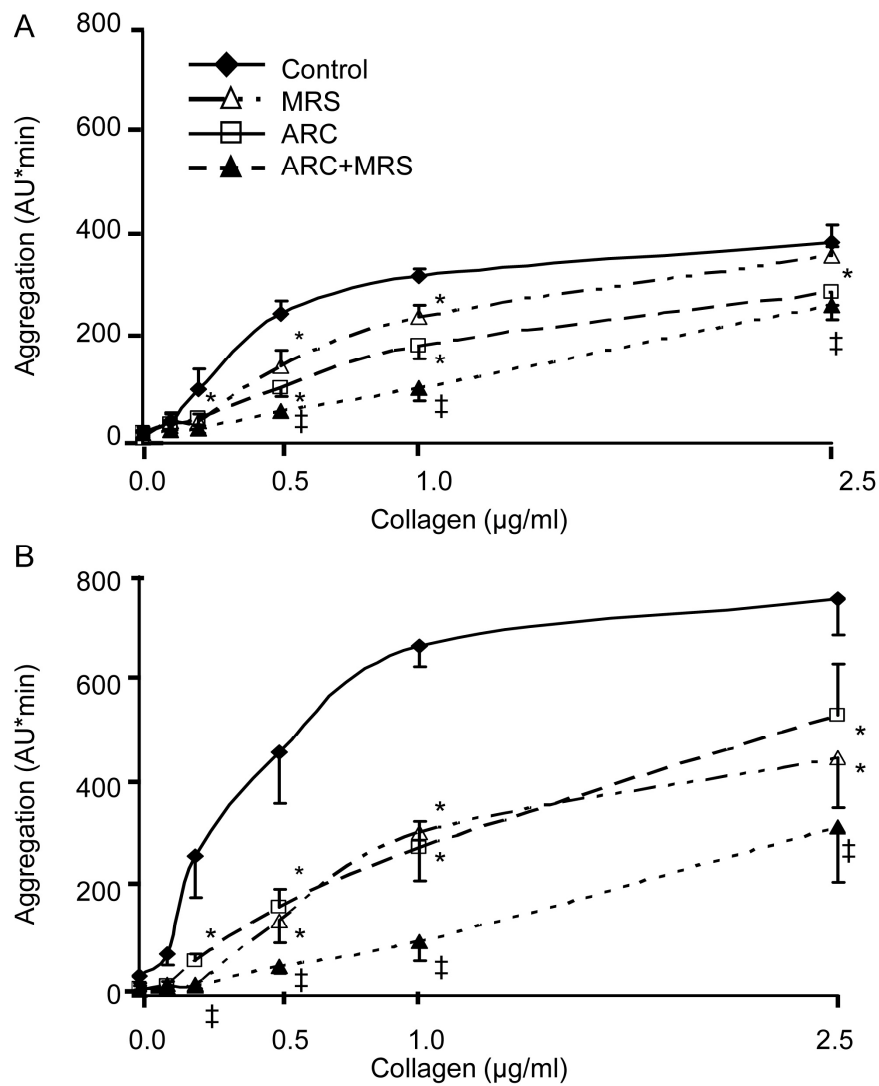 A
800
600
400
200
0
Aggregation (AU*min)
Control
MRS
ARC
ARC+MRS
*
*
*
*
*
*
‡
‡
‡
0.0 0.5 1.0 2.5
Collagen (µg/ml)
B
800
600
400
200
0
Aggregation (AU*min)
*
*
*
*
*
*
*
‡
‡
‡
‡
0.0 0.5 1.0 2.5
Collagen (µg/ml)